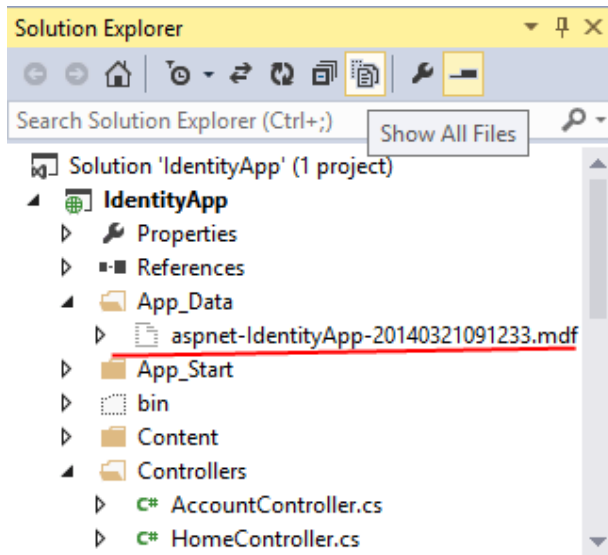 Solution Explorer
Search Solution Explorer (Ctrl+;)
Show All Files
Solution 'IdentityApp' (1 project)
IdentityApp
Properties
References
App_Data
aspnet-IdentityApp-20140321091233.mdf
App_Start
bin
Content
Controllers
C# AccountController.cs
C# HomeController.cs